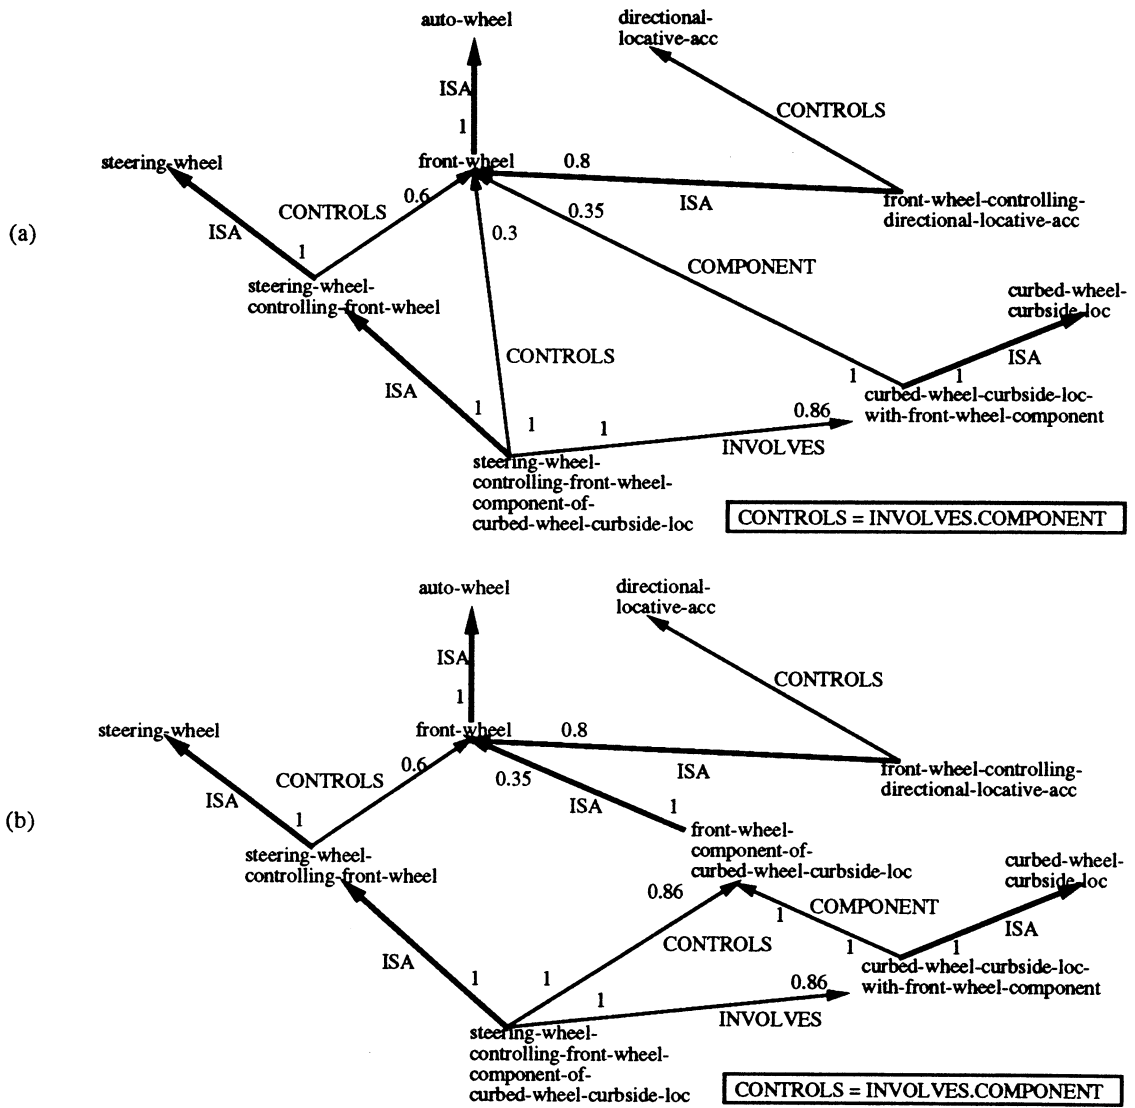 auto-wheel
directional-
locative-acc
ISA
CONTROLS
1
steering-wheel
front-wheel
0.8
ISA
front-wheel-controlling-
directional-locative-acc
0.6
CONTROLS
0.35
(a)
ISA
0.3
1
COMPONENT
steering-wheel-
controlling-front-wheel
curbed-wheel-
curbside-loc
CONTROLS
ISA
ISA
1
1
curbed-wheel-curbside-loc-
with-front-wheel-component
1
1
1
0.86
INVOLVES
steering-wheel-
controlling-front-wheel-
component-of-
curbed-wheel-curbside-loc
CONTROLS = INVOLVES.COMPONENT
auto-wheel
directional-
locative-acc
ISA
CONTROLS
1
steering-wheel
front-wheel
0.8
ISA
front-wheel-controlling-
directional-locative-acc
0.6
CONTROLS
0.35
ISA
ISA
1
1
(b)
front-wheel-
component-of-
curbed-wheel-curbside-loc
steering-wheel-
controlling-front-wheel
curbed-wheel-
curbside-loc
0.86
COMPONENT
1
ISA
CONTROLS
1
1
ISA
curbed-wheel-curbside-loc-
with-front-wheel-component
1
1
1
0.86
INVOLVES
steering-wheel-
controlling-front-wheel-
component-of-
curbed-wheel-curbside-loc
CONTROLS = INVOLVES.COMPONENT